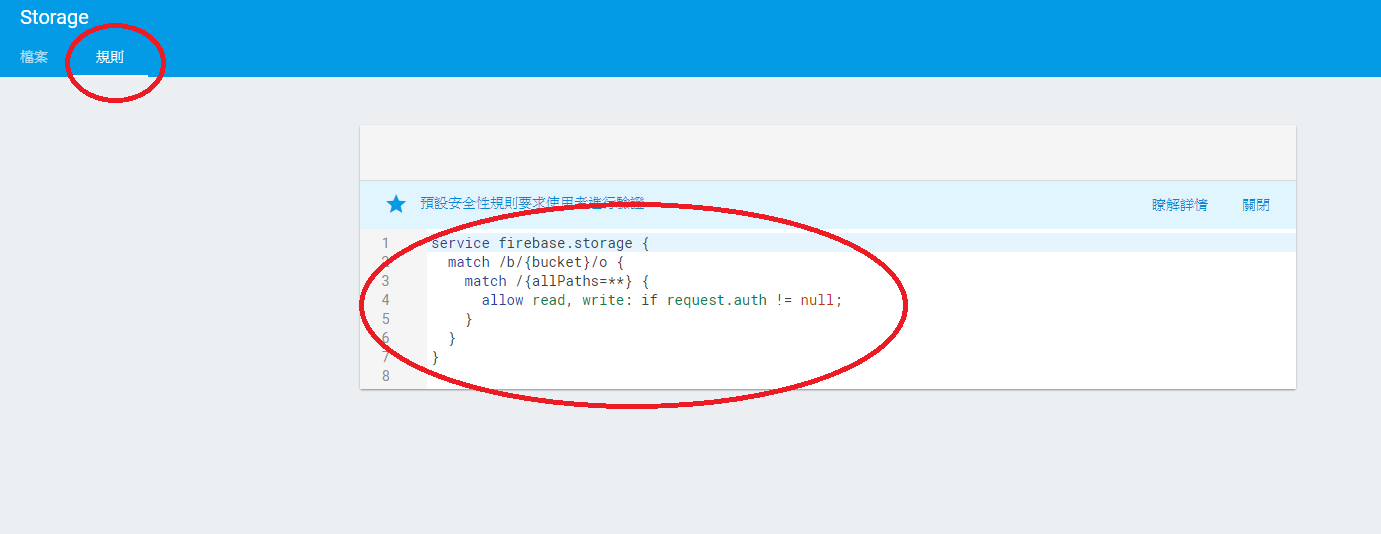 Storage
檔案 規則
預設安全性規則要求使用者進行驗證 瞭解詳情 關閉
1 service firebase.storage {
2 match /b/{bucket}/o {
3 match /{allPaths=**} {
4 allow read, write: if request.auth != null;
5 }
6 }
7 }
8